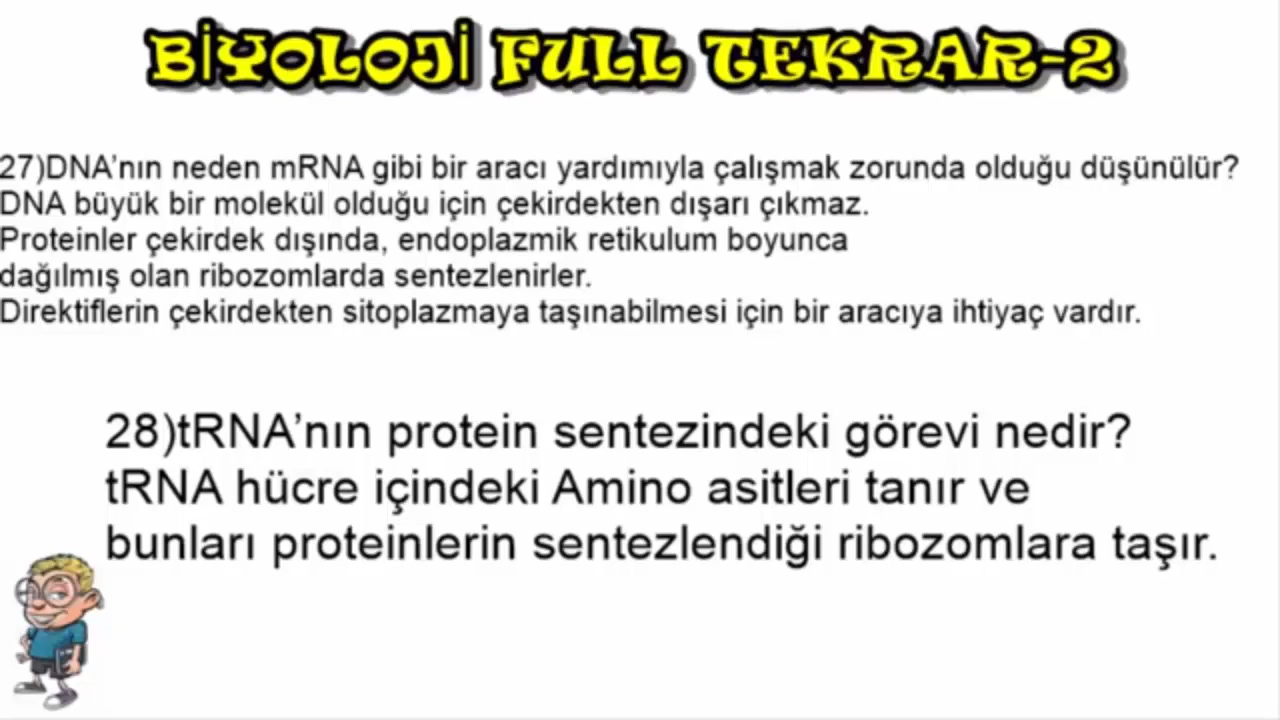 BİYOLOJİ FULL TEKRAR-2
27)DNA'nın neden mRNA gibi bir aracı yardımıyla çalışmak zorunda olduğu düşünülür?
DNA büyük bir molekül olduğu için çekirdekten dışarı çıkmaz.
Proteinler çekirdek dışında, endoplazmik retikulum boyunca
dağılmış olan ribozomlarda sentezlenirler.
Direktiflerin çekirdekten sitoplazmaya taşınabilmesi için bir aracıya ihtiyaç vardır.
28)tRNA'nın protein sentezindeki görevi nedir?
tRNA hücre içindeki Amino asitleri tanır ve
bunları proteinlerin sentezlendiği ribozomlara taşır.